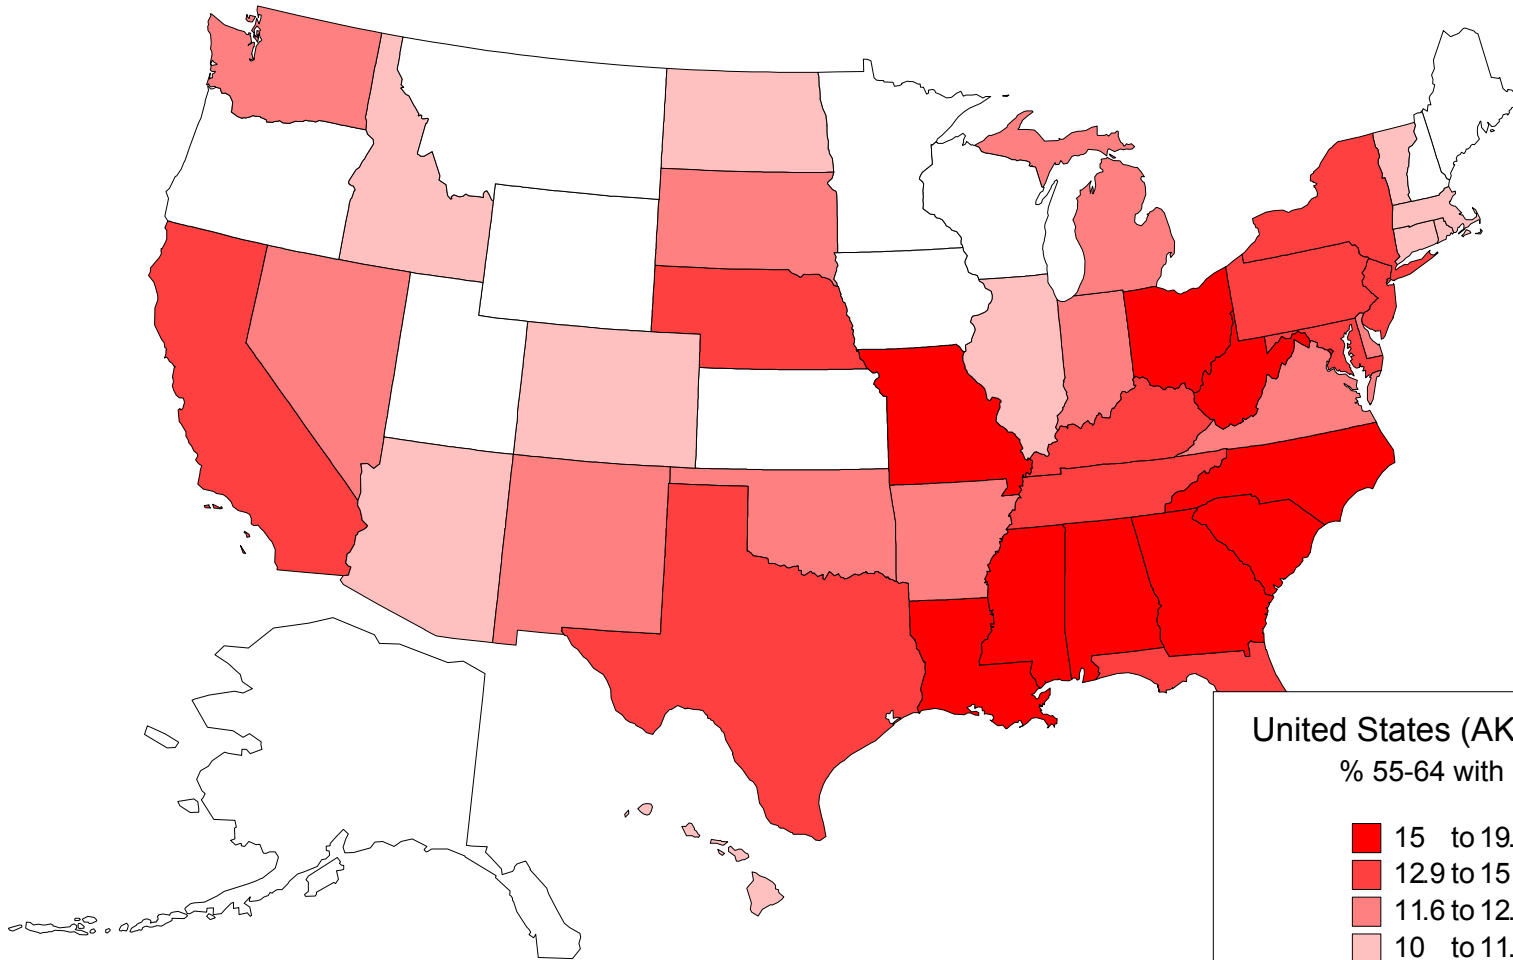 United States (AK
% 55-64 with
15 to 19.
12.9 to 15
11.6 to 12.
10 to 11.